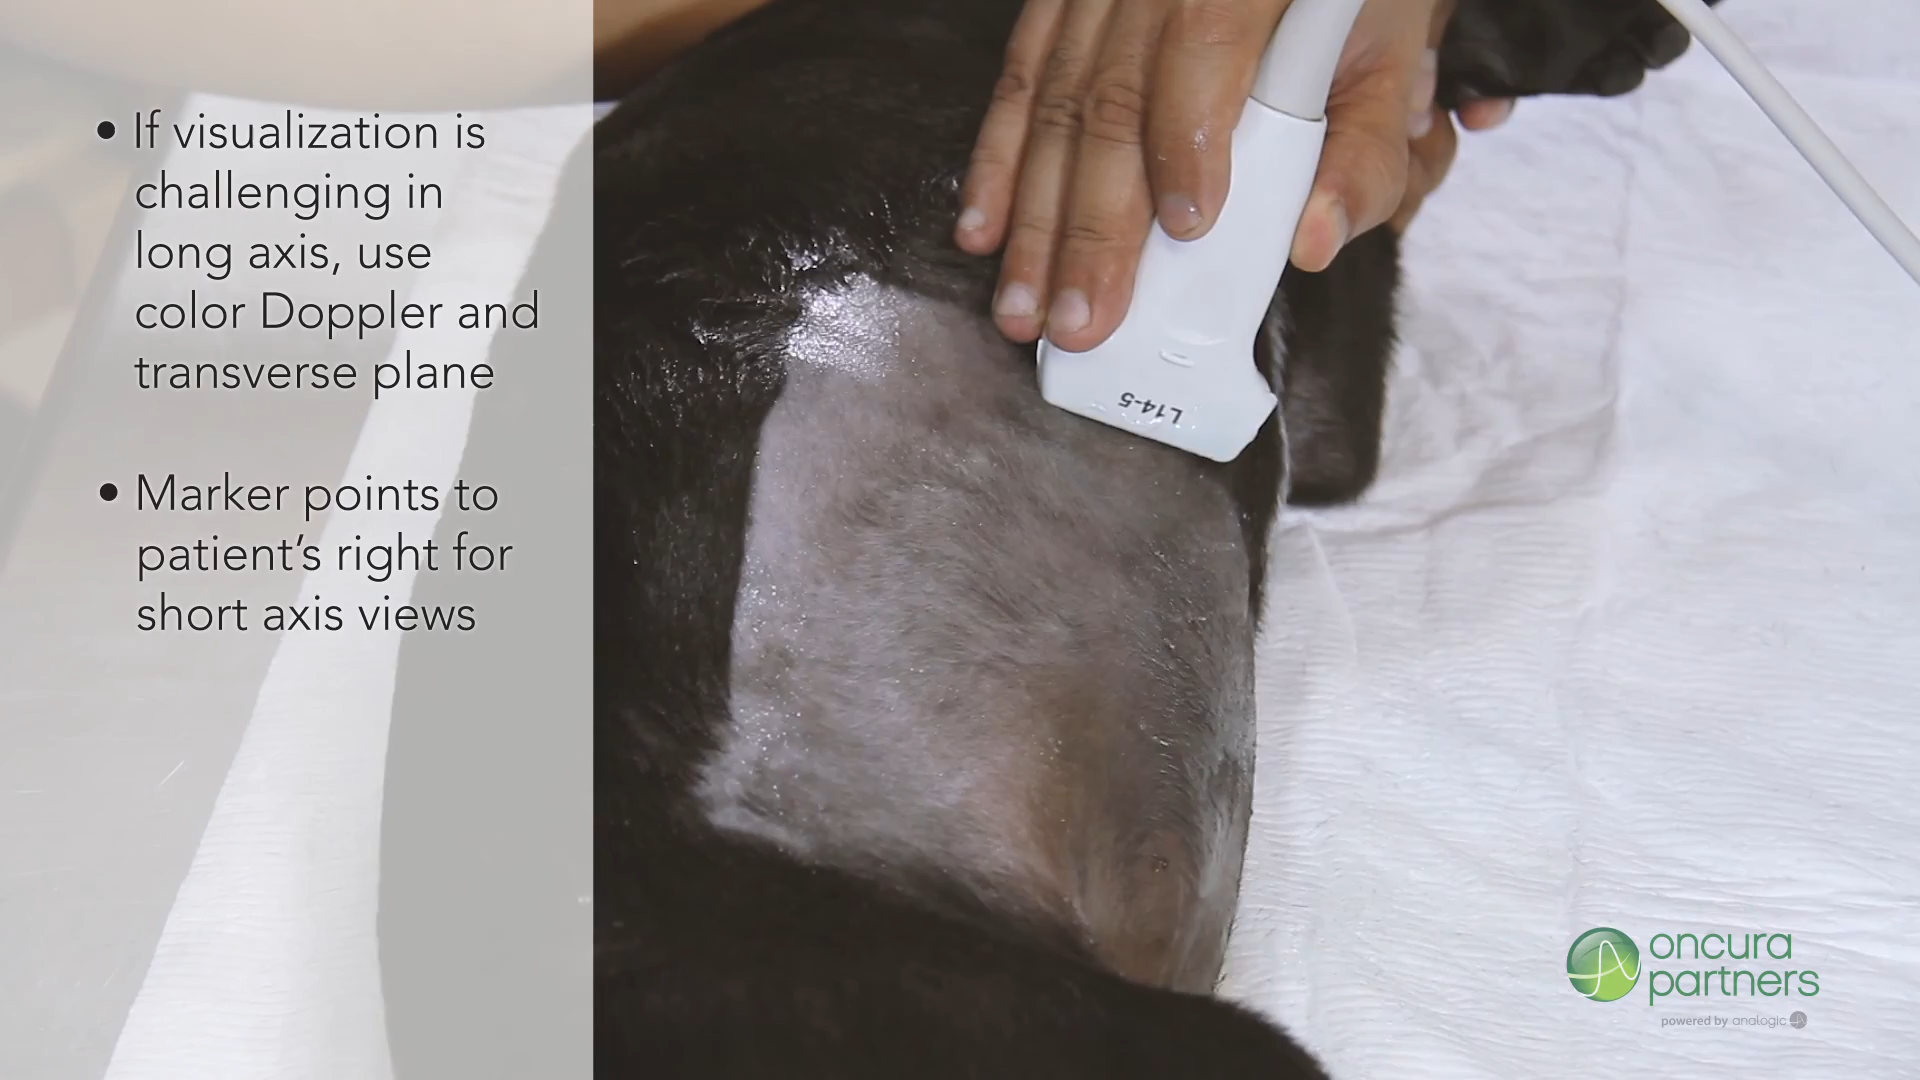 • If visualization is
challenging in
long axis, use
color Doppler and
transverse plane
• Marker points to
patient’s right for
short axis views
L14-5
oncura
partners
powered by analogic